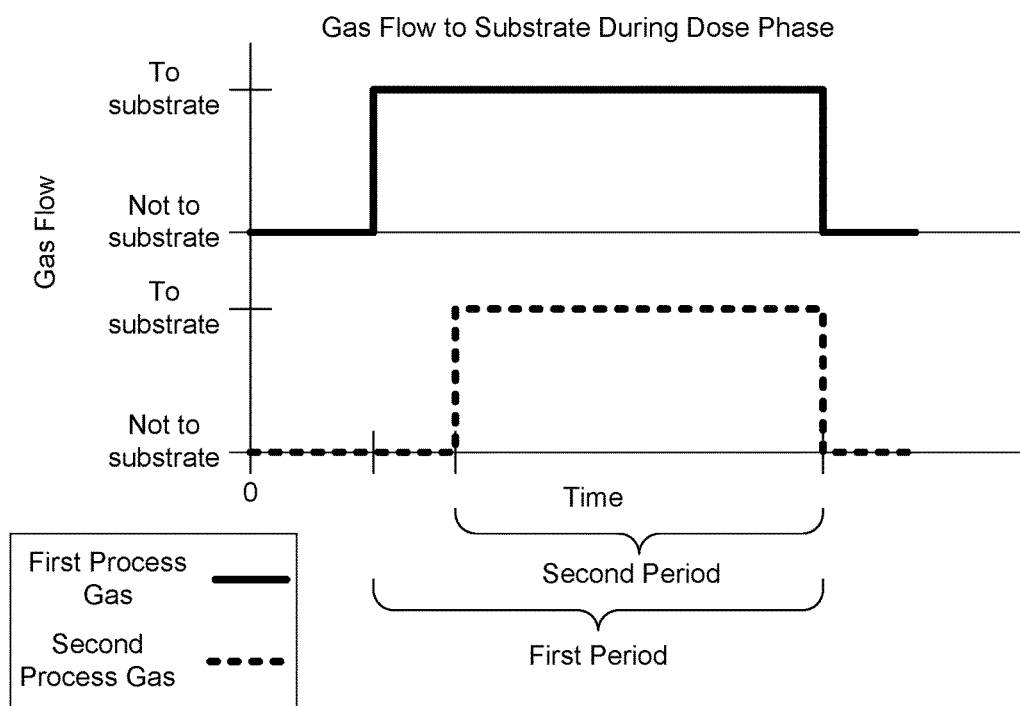 Gas Flow to Substrate During Dose Phase
To
substrate
Not to
substrate
Gas Flow
To
substrate
Not to
substrate
0
Time
Second Period
First Period
First Process
Gas
Second
Process Gas